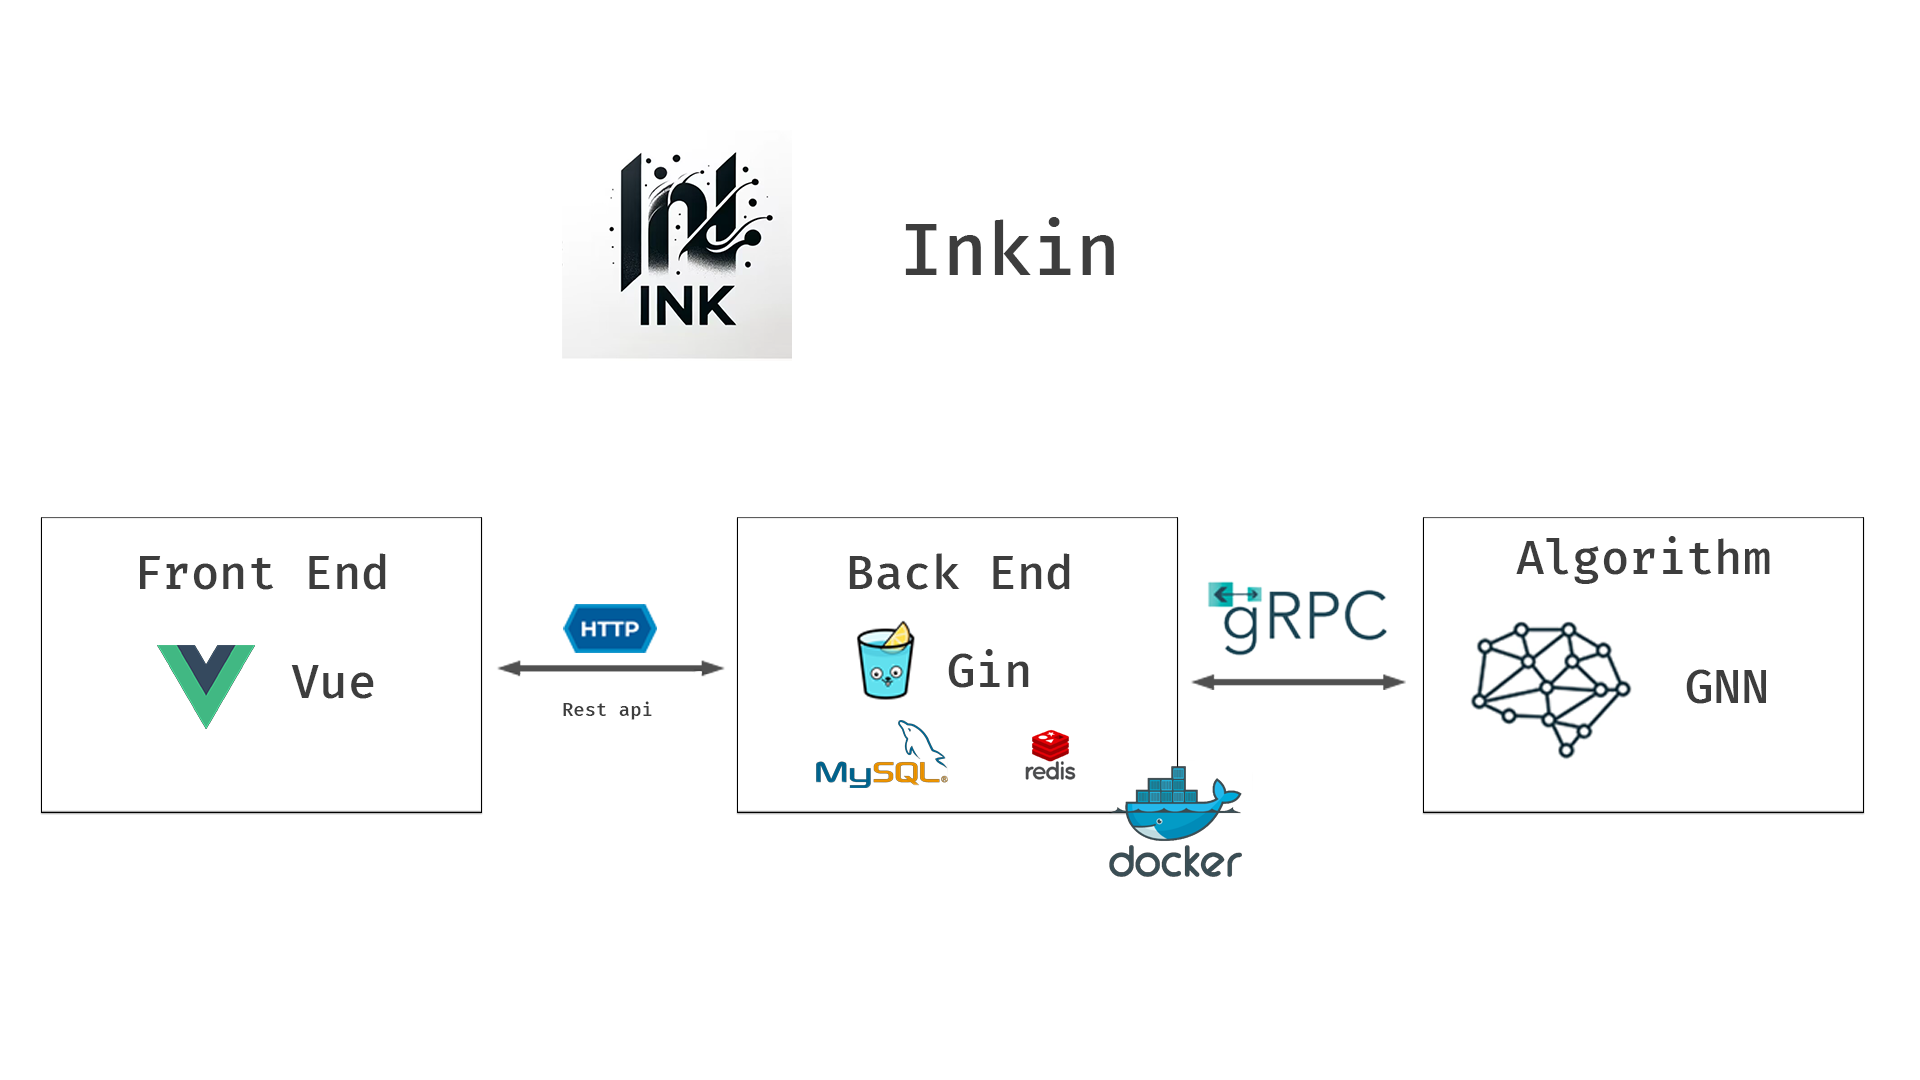 INK
Inkin
Front End
Vue
HTTP
Rest api
Back End
Gin
MySQL®
redis
docker
gRPC
Algorithm
GNN